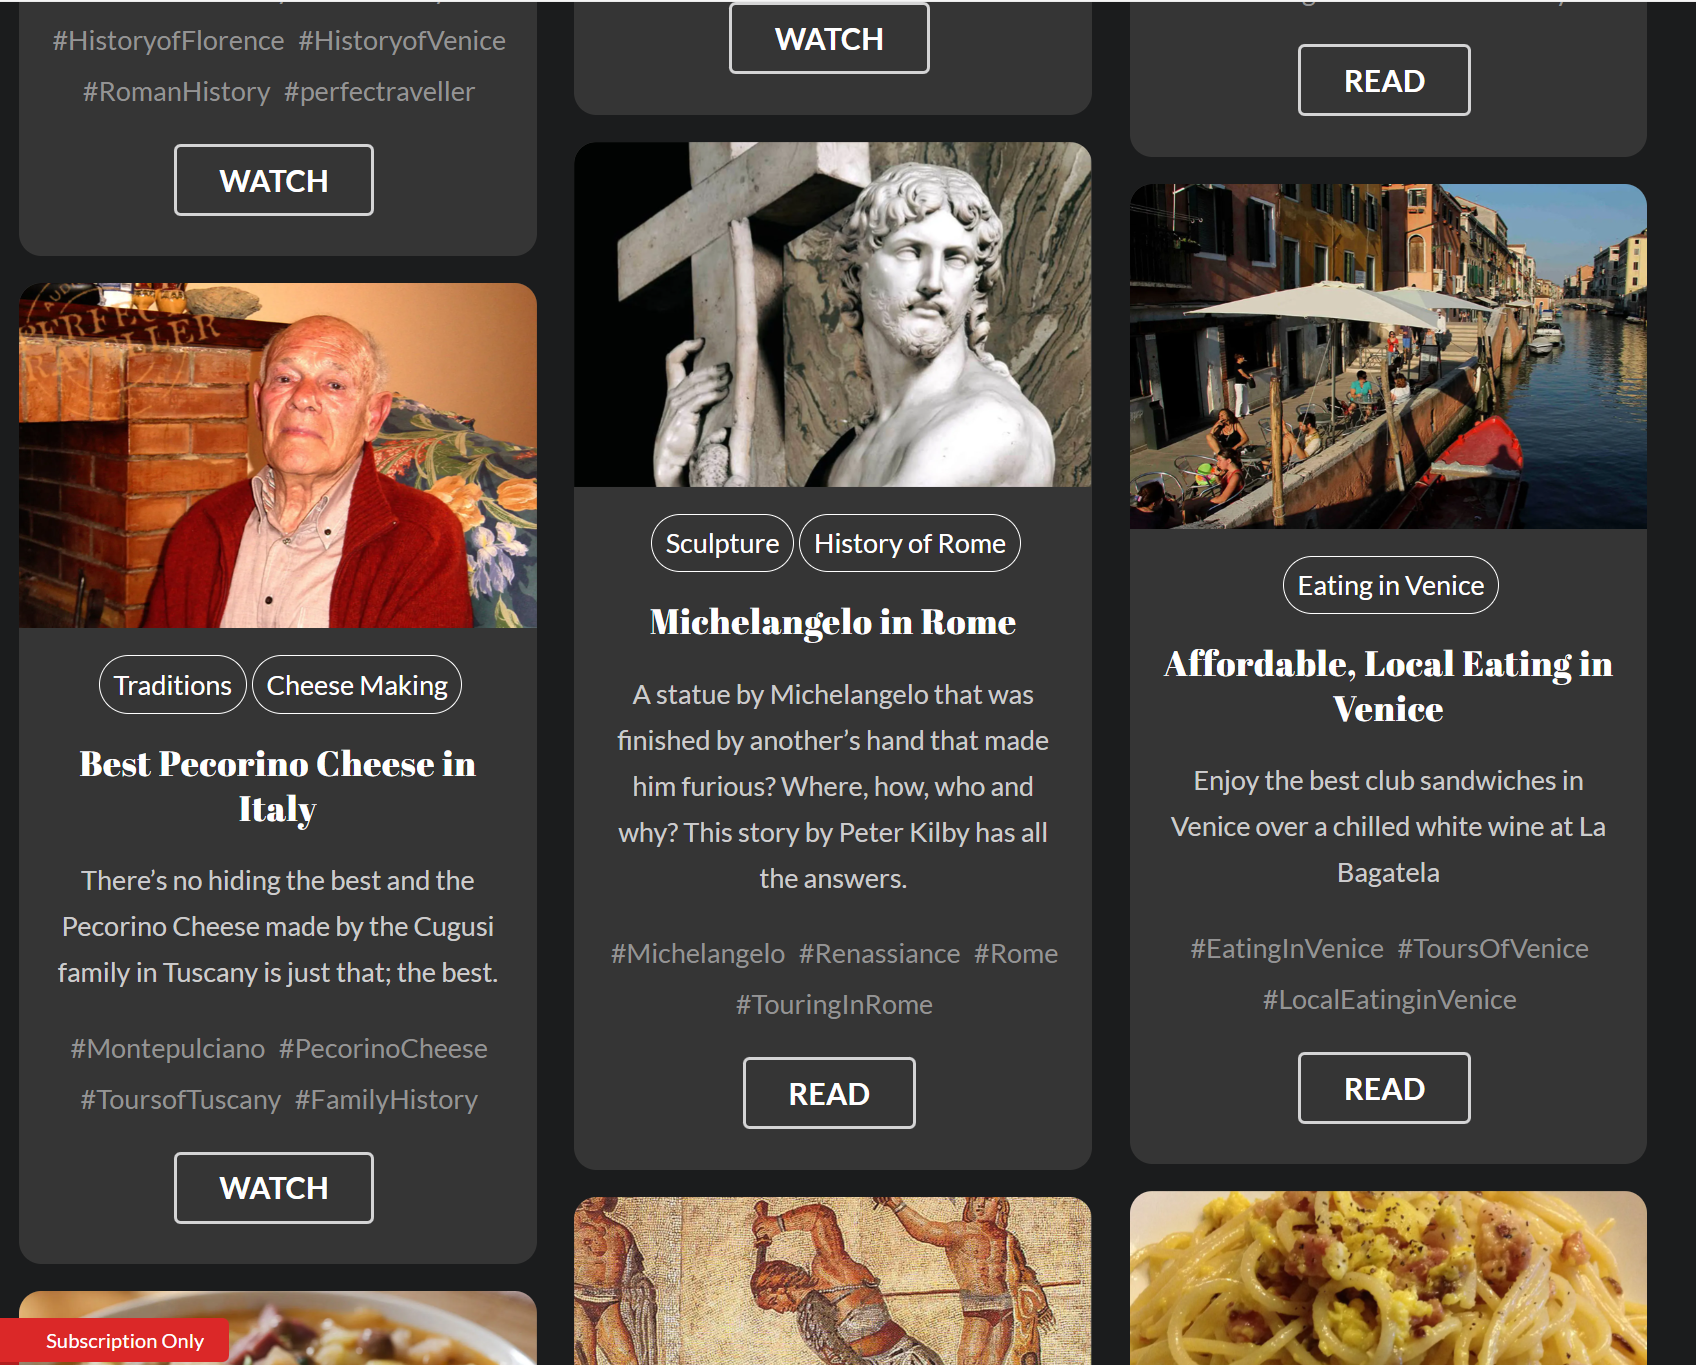 #HistoryofFlorence #HistoryofVenice
#RomanHistory #perfectraveller
WATCH
PERFECT
TRAVELLER
Traditions
Cheese Making
Best Pecorino Cheese in
Italy
There’s no hiding the best and the
Pecorino Cheese made by the Cugusi
family in Tuscany is just that; the best.
#Montepulciano #PecorinoCheese
#ToursofTuscany #FamilyHistory
WATCH
Subscription Only
WATCH
Sculpture
History of Rome
Michelangelo in Rome
A statue by Michelangelo that was
finished by another’s hand that made
him furious? Where, how, who and
why? This story by Peter Kilby has all
the answers.
#Michelangelo #Renassiance #Rome
#TouringInRome
READ
READ
Eating in Venice
Affordable, Local Eating in
Venice
Enjoy the best club sandwiches in
Venice over a chilled white wine at La
Bagatela
#EatingInVenice #ToursOfVenice
#LocalEatinginVenice
READ